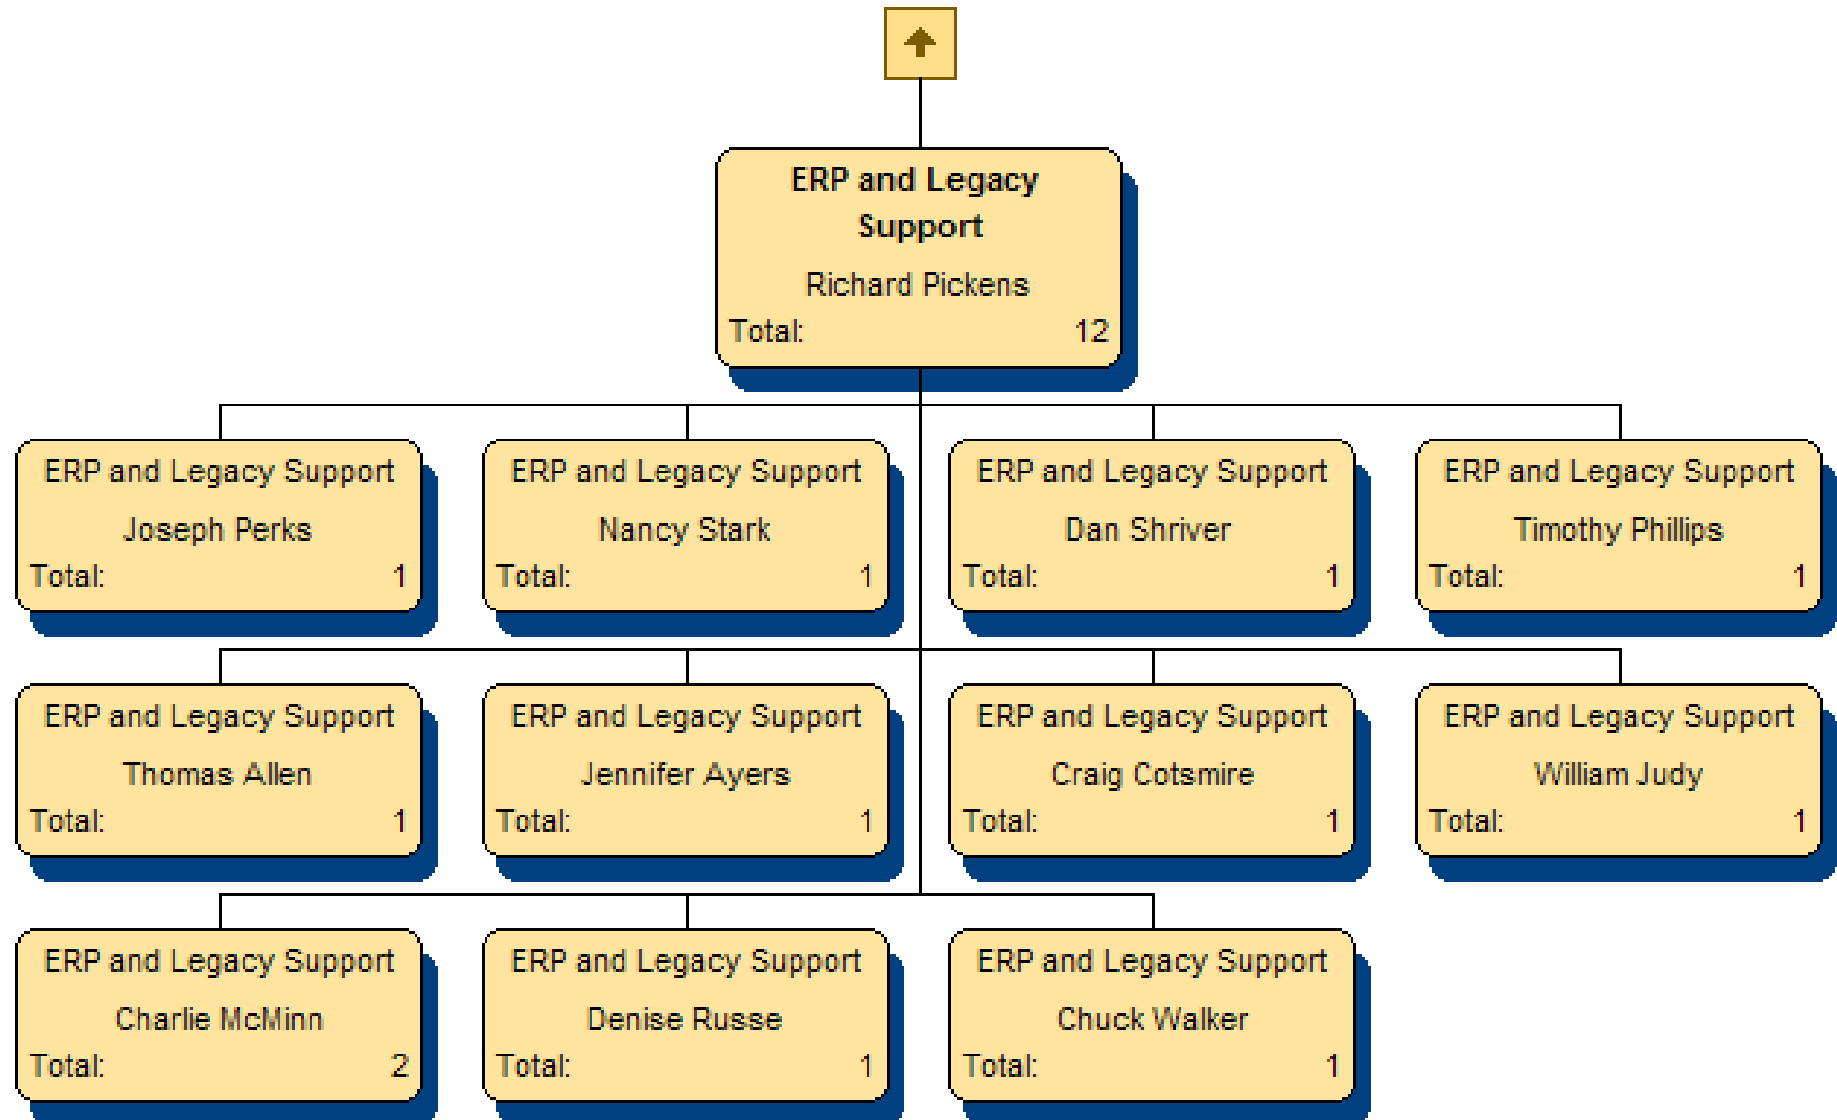 ERP and Legacy
Support
Richard Pickens
Total: 12
ERP and Legacy Support
Joseph Perks
Total: 1
ERP and Legacy Support
Nancy Stark
Total: 1
ERP and Legacy Support
Dan Shriver
Total: 1
ERP and Legacy Support
Timothy Phillips
Total: 1
ERP and Legacy Support
Thomas Allen
Total: 1
ERP and Legacy Support
Jennifer Ayers
Total: 1
ERP and Legacy Support
Craig Cotsmire
Total: 1
ERP and Legacy Support
William Judy
Total: 1
ERP and Legacy Support
Charlie McMinn
Total: 2
ERP and Legacy Support
Denise Russe
Total: 1
ERP and Legacy Support
Chuck Walker
Total: 1